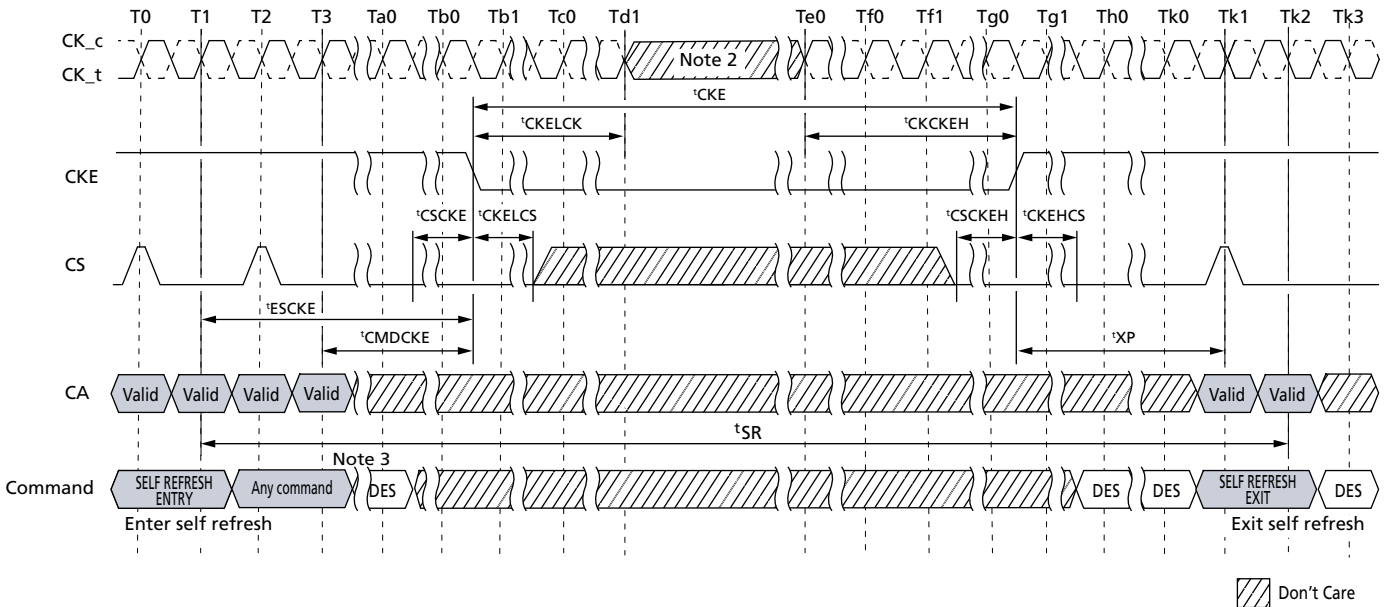 T0 T1 T2 T3 Ta0 Tb0 Tb1 Tc0 Td1 Te0 Tf0 Tf1 Tg0 Tg1 Th0 Tk0 Tk1 Tk2 Tk3
CK_c
CK_t
Note 2
tCKE
tCKELCK tCKCKEH
CKE
tCSCKE tCKELCS tCSCKEH tCKEHCS
CS
tESCKE
tCMDCKE tXP
CA Valid Valid Valid Valid Valid Valid
tSR
Note 3
Command SELF REFRESH ENTRY Any command DES DES DES SELF REFRESH EXIT DES
Enter self refresh Exit self refresh
Don't Care